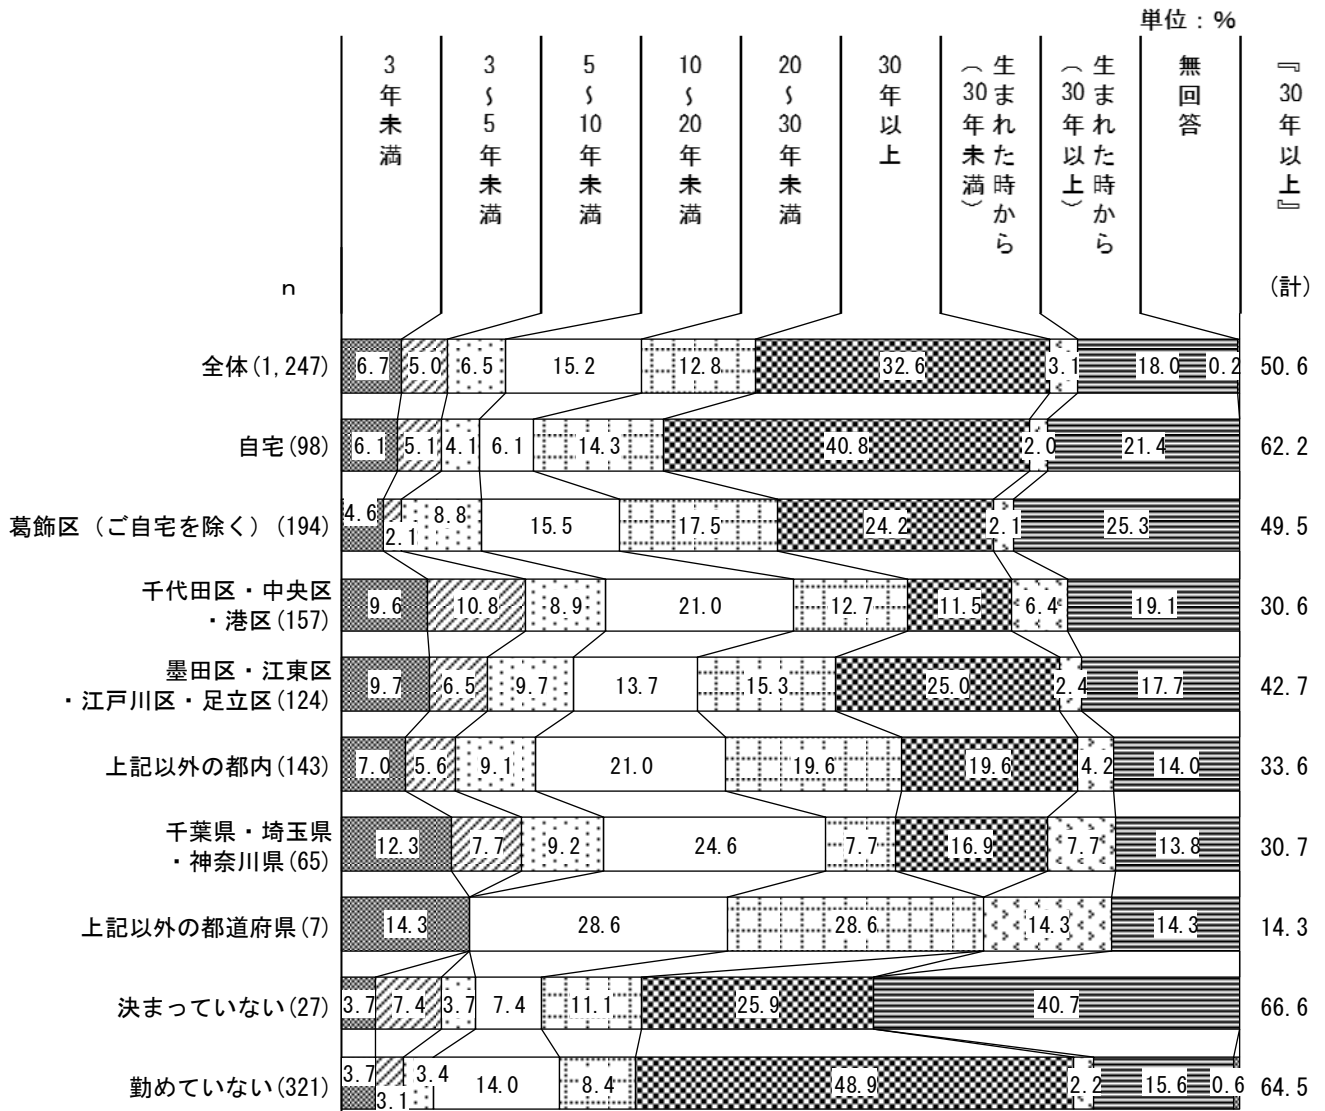 単位：%
3年未満
3～5年未満
5～10年未満
10～20年未満
20～30年未満
30年以上
生まれた時から
（30年未満）
生まれた時から
（30年以上）
無回答
『30年以上』
n
（計）
全体(1,247) 6.7 5.0 6.5 15.2 12.8 32.6 3.1 18.0 0.2 50.6
自宅(98) 6.1 5.1 4.1 6.1 14.3 40.8 2.0 21.4 62.2
葛飾区（ご自宅を除く）(194) 4.6 2.1 8.8 15.5 17.5 24.2 2.1 25.3 49.5
千代田区・中央区
・港区(157) 9.6 10.8 8.9 21.0 12.7 11.5 6.4 19.1 30.6
墨田区・江東区
・江戸川区・足立区(124) 9.7 6.5 9.7 13.7 15.3 25.0 2.4 17.7 42.7
上記以外の都内(143) 7.0 5.6 9.1 21.0 19.6 19.6 4.2 14.0 33.6
千葉県・埼玉県
・神奈川県(65) 12.3 7.7 9.2 24.6 7.7 16.9 7.7 13.8 30.7
上記以外の都道府県(7) 14.3 28.6 28.6 14.3 14.3 14.3
決まっていない(27) 3.7 7.4 3.7 7.4 11.1 25.9 40.7 66.6
勤めていない(321) 3.7 3.1 3.4 14.0 8.4 48.9 2.2 15.6 0.6 64.5